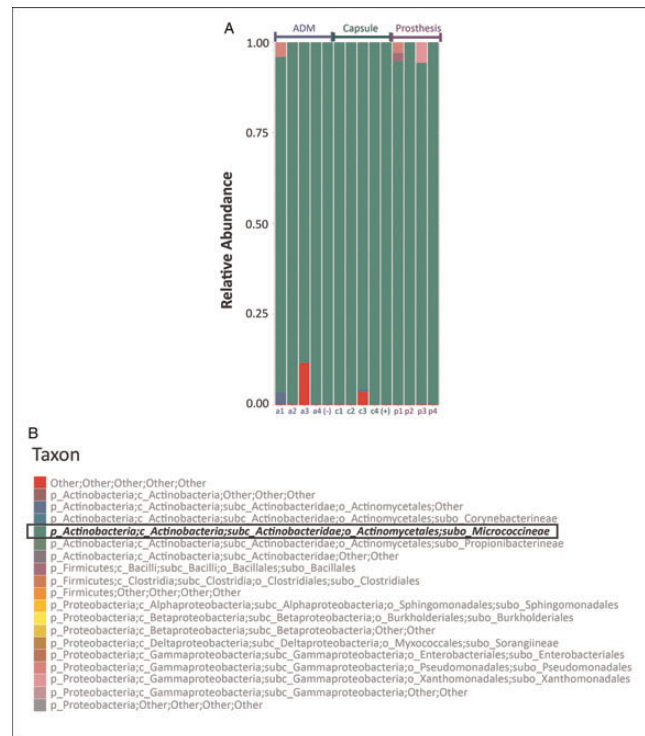 A
ADM Capsule Prosthesis
1.00
0.75
0.50
0.25
0.00
Relative Abundance
a1 a2 a3 a4 (-) c1 c2 c3 c4 (+) p1 p2 p3 p4
B
Taxon
Other;Other;Other;Other;Other
p_Actinobacteria;c_Actinobacteria;Other;Other;Other
p_Actinobacteria;c_Actinobacteria;subc_Actinobacteridae;o_Actinomycetales;Other
p_Actinobacteria;c_Actinobacteria;subc_Actinobacteridae;o_Actinomycetales;subo_Corynebacterineae
p_Actinobacteria;c_Actinobacteria;subc_Actinobacteridae;o_Actinomycetales;subo_Micrococcineae
p_Actinobacteria;c_Actinobacteria;subc_Actinobacteridae;o_Actinomycetales;subo_Propionibacterineae
p_Actinobacteria;c_Actinobacteria;subc_Actinobacteridae;Other;Other
p_Firmicutes;c_Bacilli;subc_Bacilli;o_Bacillales;subo_Bacillales
p_Firmicutes;c_Clostridia;subc_Clostridia;o_Clostridiales;subo_Clostridiales
p_Firmicutes;Other;Other;Other;Other
p_Proteobacteria;c_Alphaproteobacteria;subc_Alphaproteobacteria;o_Sphingomonadales;subo_Sphingomonadales
p_Proteobacteria;c_Betaproteobacteria;subc_Betaproteobacteria;o_Burkholderiales;subo_Burkholderiales
p_Proteobacteria;c_Betaproteobacteria;subc_Betaproteobacteria;Other;Other
p_Proteobacteria;c_Deltaproteobacteria;subc_Deltaproteobacteria;o_Myxococcales;subo_Sorangiineae
p_Proteobacteria;c_Gammaproteobacteria;subc_Gammaproteobacteria;o_Enterobacteriales;subo_Enterobacteriales
p_Proteobacteria;c_Gammaproteobacteria;subc_Gammaproteobacteria;o_Pseudomonadales;subo_Pseudomonadales
p_Proteobacteria;c_Gammaproteobacteria;subc_Gammaproteobacteria;o_Xanthomonadales;subo_Xanthomonadales
p_Proteobacteria;c_Gammaproteobacteria;subc_Gammaproteobacteria;Other;Other
p_Proteobacteria;Other;Other;Other;Other